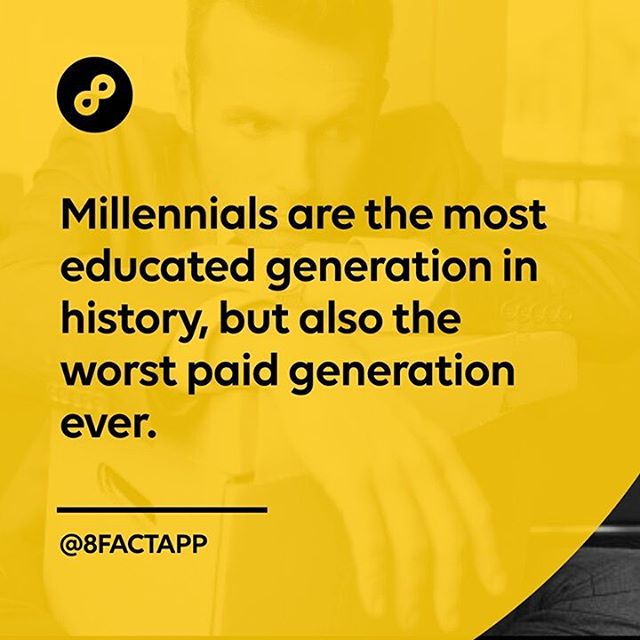 Millennials are the most
educated generation in
history, but also the
worst paid generation
ever.
@8FACTAPP